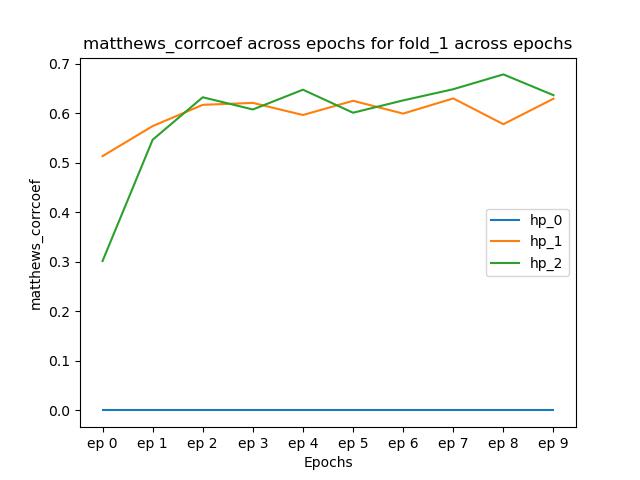 matthews_corrcoef across epochs for fold_1 across epochs
matthews_corrcoef
0.7
0.6
0.5
0.4
0.3
0.2
0.1
0.0
hp_0
hp_1
hp_2
ep 0 ep 1 ep 2 ep 3 ep 4 ep 5 ep 6 ep 7 ep 8 ep 9
Epochs